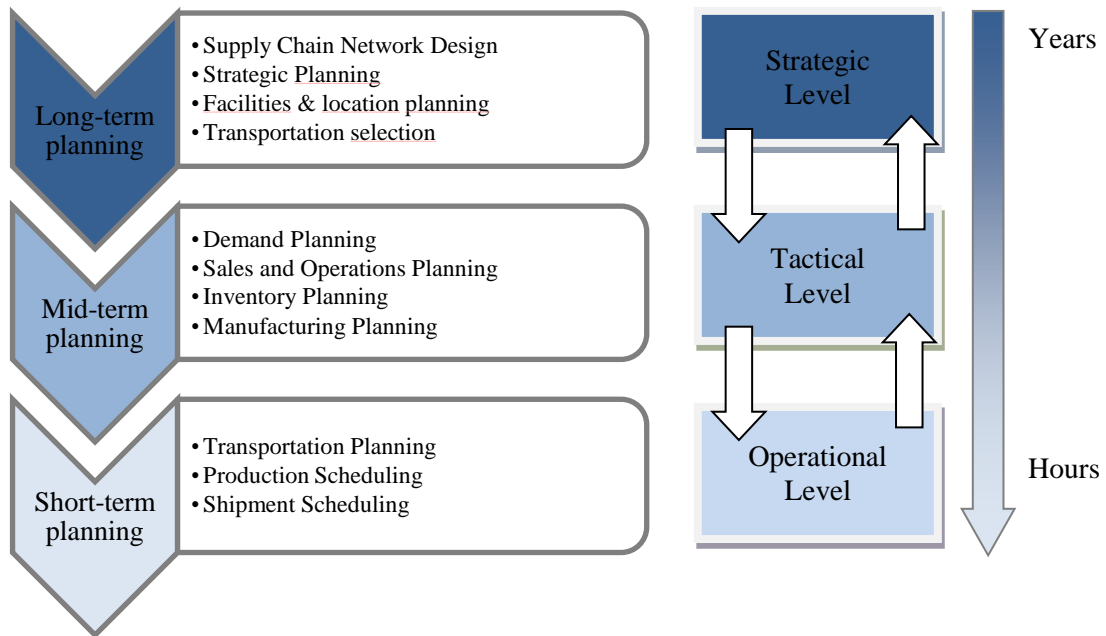 Long-term
planning
• Supply Chain Network Design
• Strategic Planning
• Facilities & location planning
• Transportation selection
Mid-term
planning
• Demand Planning
• Sales and Operations Planning
• Inventory Planning
• Manufacturing Planning
Short-term
planning
• Transportation Planning
• Production Scheduling
• Shipment Scheduling
Strategic
Level
Tactical
Level
Operational
Level
Years
Hours